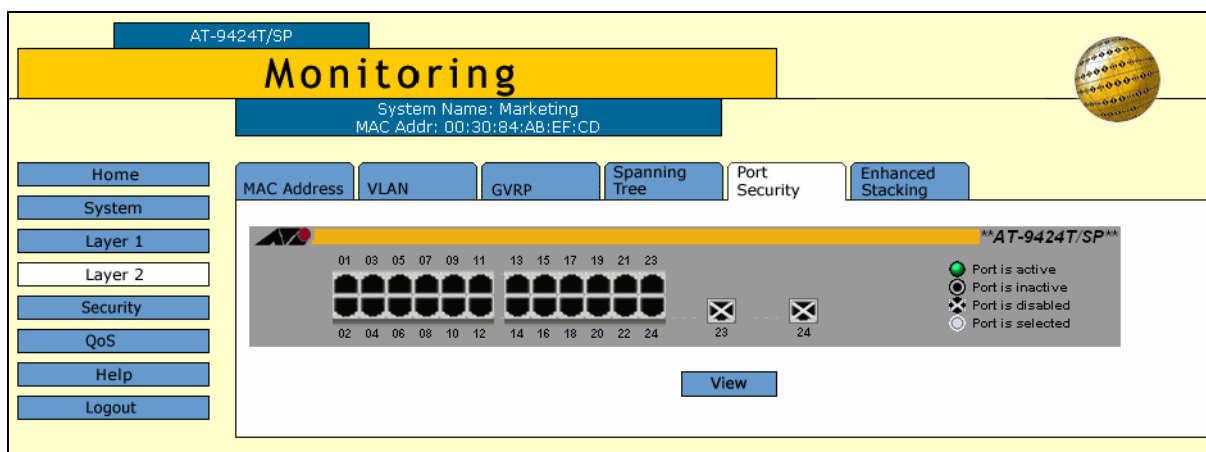 AT-9424T/SP
Monitoring
System Name: Marketing
MAC Addr: 00:30:84:AB:EF:CD
Home
System
Layer 1
Layer 2
Security
QoS
Help
Logout
MAC Address
VLAN
GVRP
Spanning
Tree
Port
Security
Enhanced
Stacking
**AT-9424T/SP**
01 03 05 07 09 11 13 15 17 19 21 23
02 04 06 08 10 12 14 16 18 20 22 24
23 24
Port is active
Port is inactive
Port is disabled
Port is selected
View